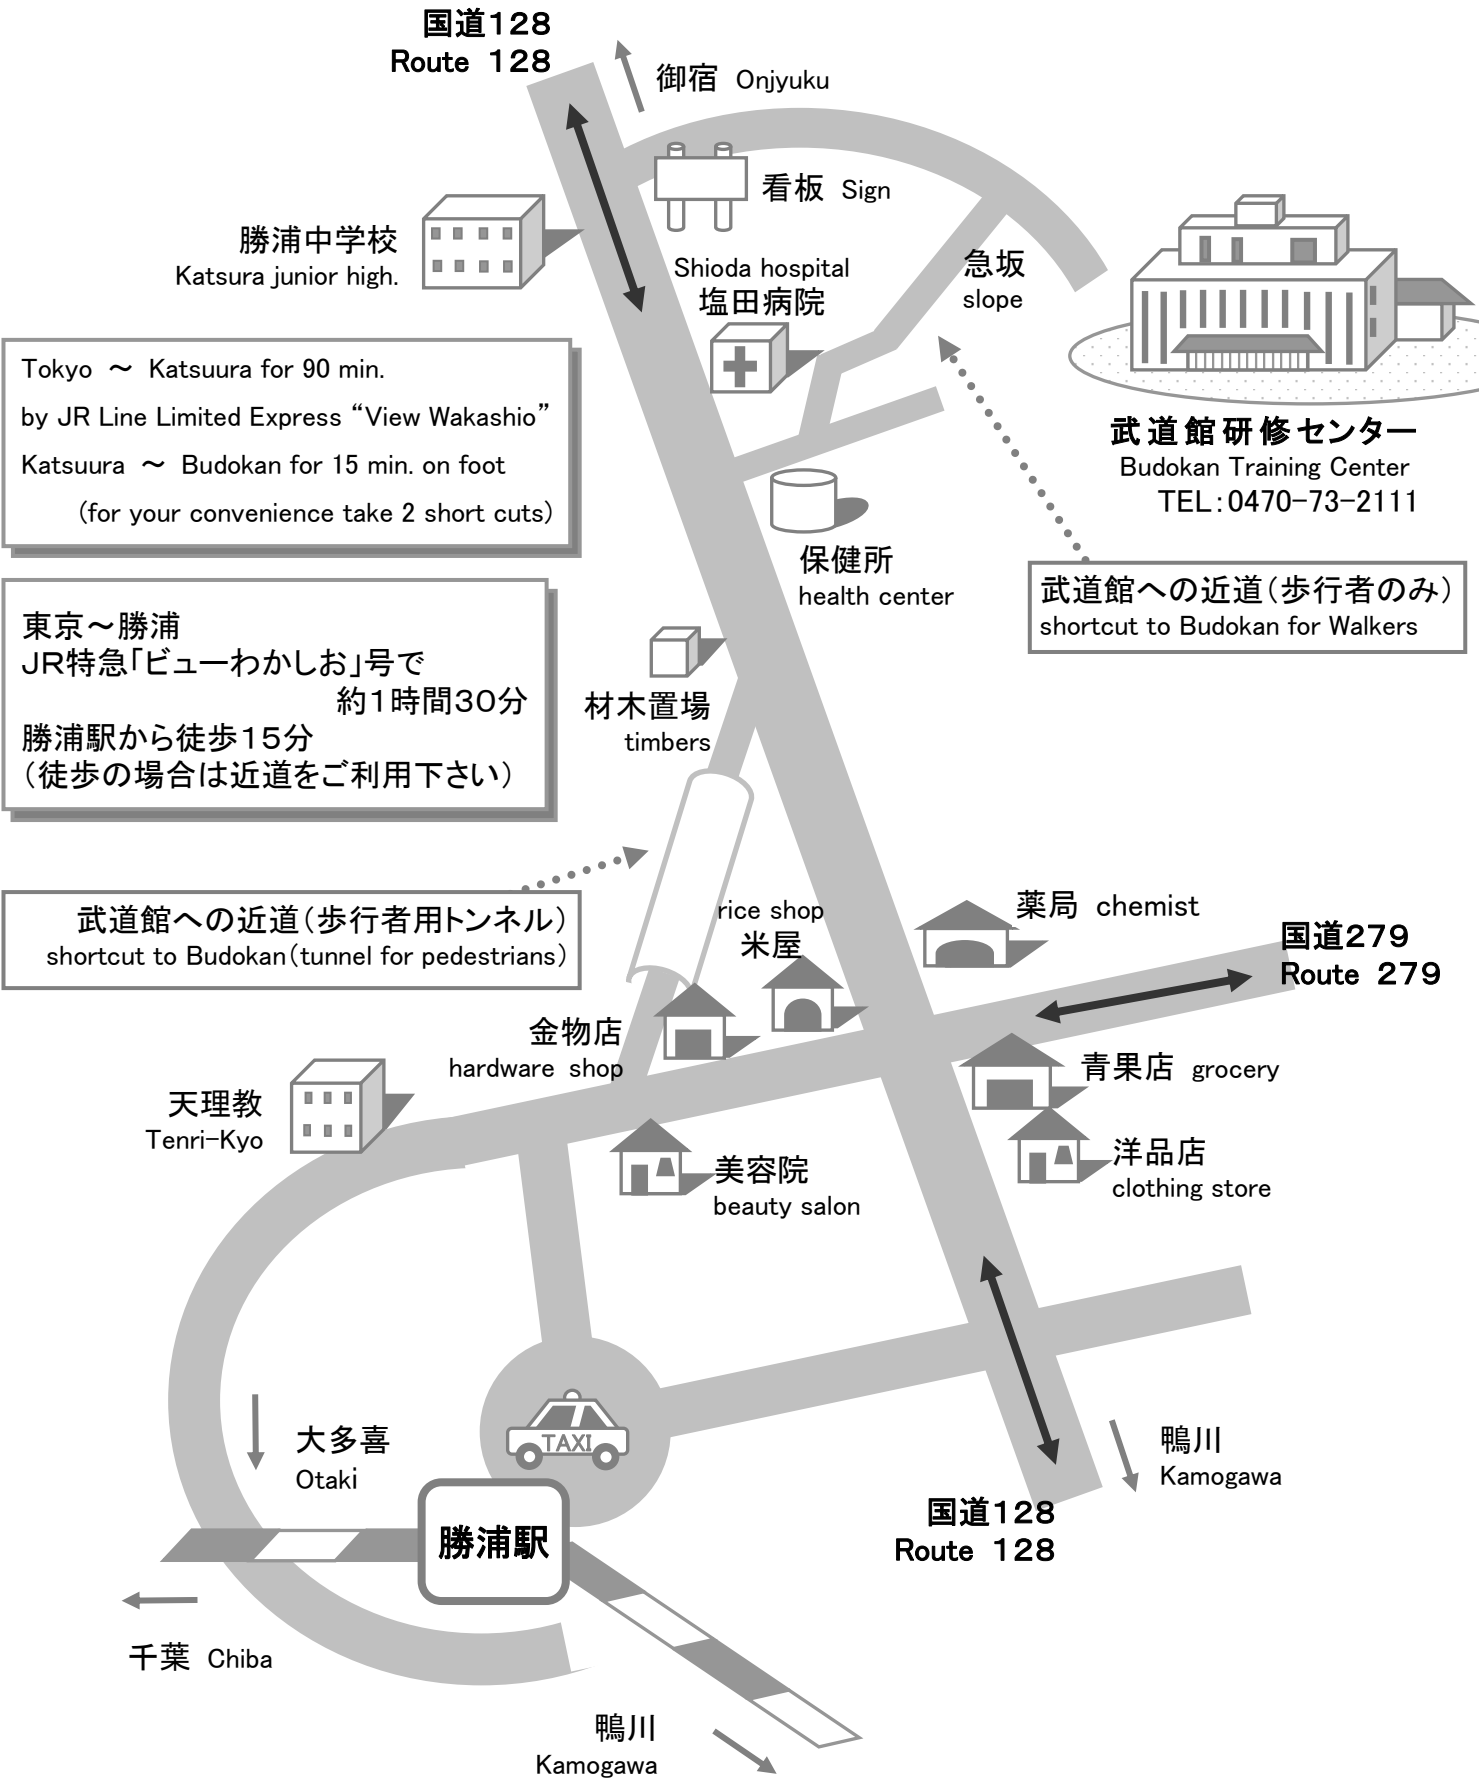 国道128
Route 128
御宿 Onjyuku
看板 Sign
勝浦中学校
Katsura junior high.
Shioda hospital
塩田病院
急坂
slope
Tokyo ～ Katsuura for 90 min.
by JR Line Limited Express “View Wakashio”
Katsuura ～ Budokan for 15 min. on foot
(for your convenience take 2 short cuts)
武道館研修センター
Budokan Training Center
TEL：0470-73-2111
保健所
health center
武道館への近道（歩行者のみ）
shortcut to Budokan for Walkers
東京～勝浦
JR特急「ビューわかしお」号で
約1時間30分
勝浦駅から徒歩15分
（徒歩の場合は近道をご利用下さい）
材木置場
timbers
武道館への近道（歩行者用トンネル）
shortcut to Budokan（tunnel for pedestrians）
rice shop
米屋
薬局 chemist
国道279
Route 279
金物店
hardware shop
青果店 grocery
天理教
Tenri-Kyo
美容院
beauty salon
洋品店
clothing store
大多喜
Otaki
TAXI
鴨川
Kamogawa
国道128
Route 128
勝浦駅
千葉 Chiba
鴨川
Kamogawa